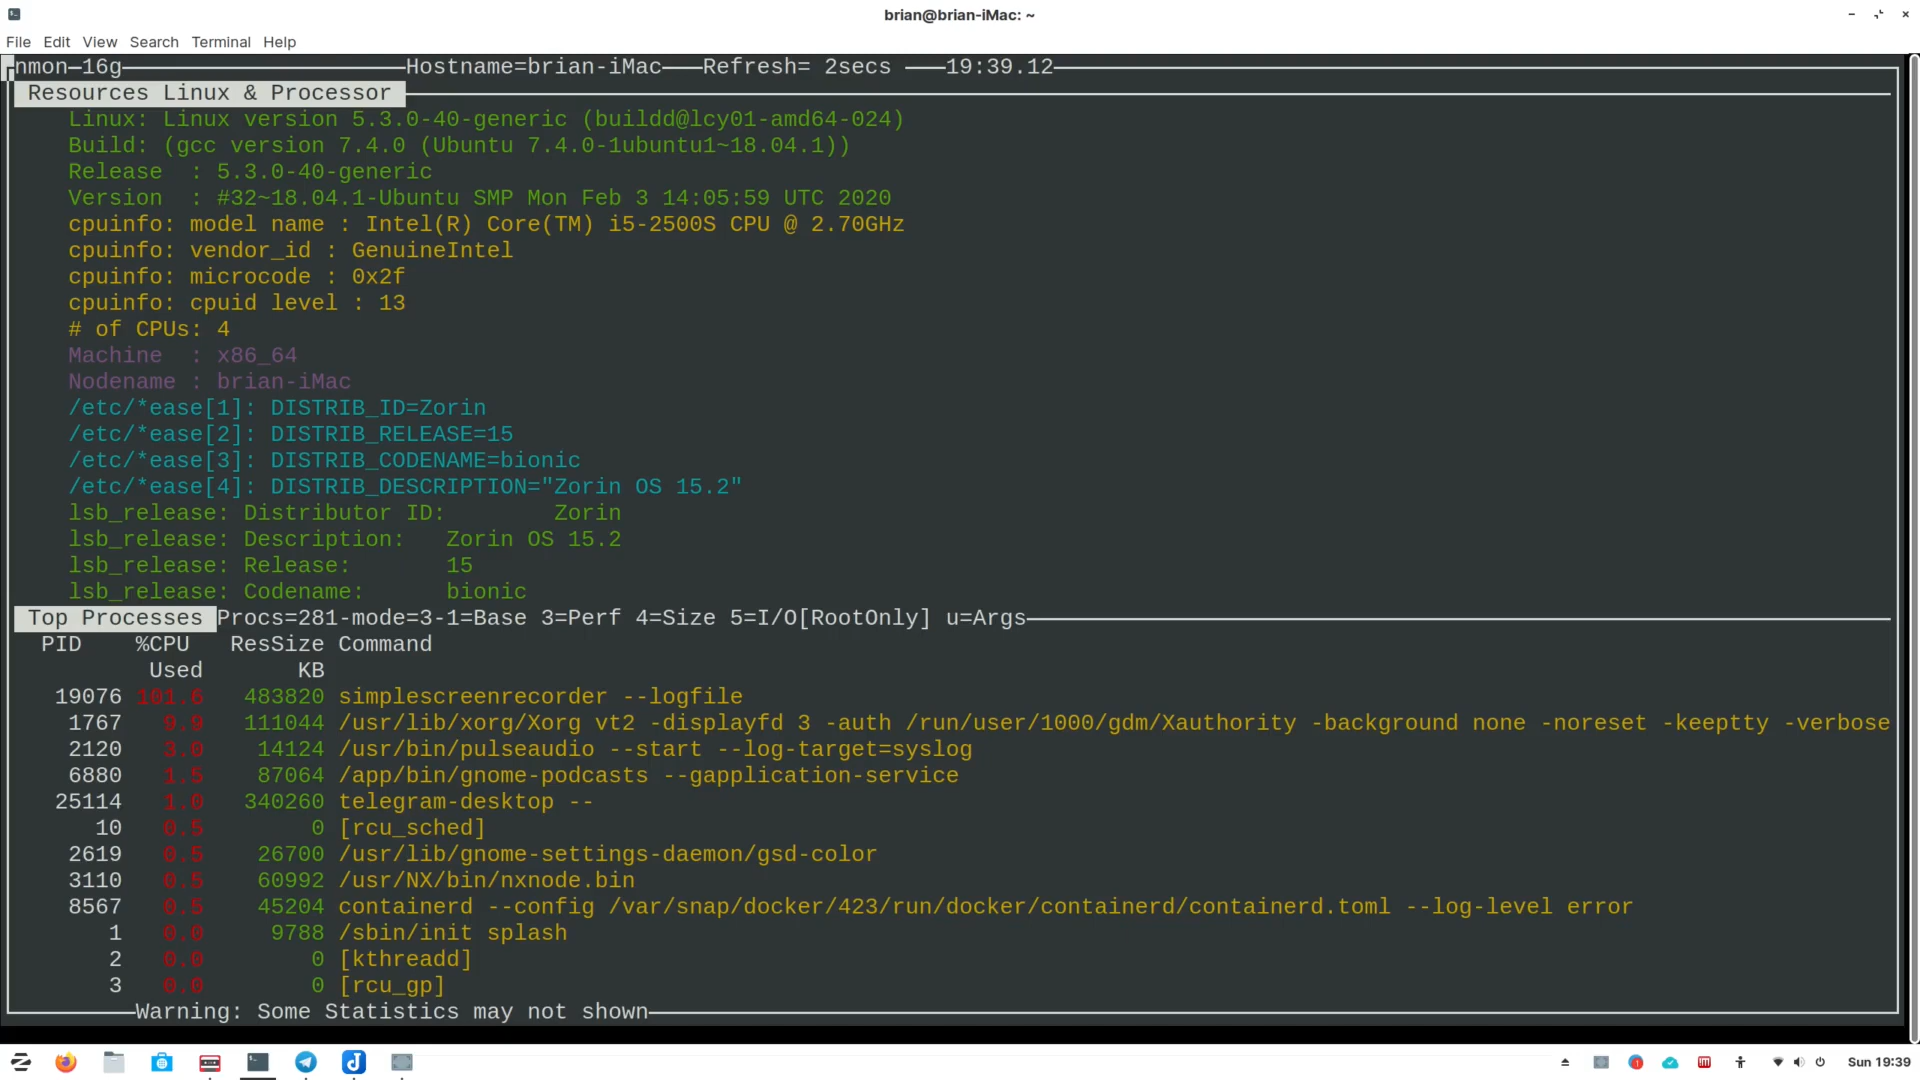 brian@brian-iMac: ~
File Edit View Search Terminal Help
nmon─16g─Hostname=brian-iMac─Refresh= 2secs ─19:39.12─
Resources Linux & Processor
Linux: Linux version 5.3.0-40-generic (buildd@lcy01-amd64-024)
Build: (gcc version 7.4.0 (Ubuntu 7.4.0-1ubuntu1~18.04.1))
Release  : 5.3.0-40-generic
Version  : #32~18.04.1-Ubuntu SMP Mon Feb 3 14:05:59 UTC 2020
cpuinfo: model name : Intel(R) Core(TM) i5-2500S CPU @ 2.70GHz
cpuinfo: vendor_id : GenuineIntel
cpuinfo: microcode : 0x2f
cpuinfo: cpuid level : 13
# of CPUs: 4
Machine  : x86_64
Nodename : brian-iMac
/etc/*ease[1]: DISTRIB_ID=Zorin
/etc/*ease[2]: DISTRIB_RELEASE=15
/etc/*ease[3]: DISTRIB_CODENAME=bionic
/etc/*ease[4]: DISTRIB_DESCRIPTION="Zorin OS 15.2"
lsb_release: Distributor ID: Zorin
lsb_release: Description: Zorin OS 15.2
lsb_release: Release: 15
lsb_release: Codename: bionic
Top Processes Procs=281-mode=3-1=Base 3=Perf 4=Size 5=I/O[RootOnly] u=Args
PID %CPU ResSize Command
Used KB
19076 101.6 483820 simplescreenrecorder --logfile
1767 9.9 111044 /usr/lib/xorg/Xorg vt2 -displayfd 3 -auth /run/user/1000/gdm/Xauthority -background none -noreset -keeptty -verbose
2120 3.0 14124 /usr/bin/pulseaudio --start --log-target=syslog
6880 1.5 87064 /app/bin/gnome-podcasts --gapplication-service
25114 1.0 340260 telegram-desktop --
10 0.5 0 [rcu_sched]
2619 0.5 26700 /usr/lib/gnome-settings-daemon/gsd-color
3110 0.5 60992 /usr/NX/bin/nxnode.bin
8567 0.5 45204 containerd --config /var/snap/docker/423/run/docker/containerd/containerd.toml --log-level error
1 0.0 9788 /sbin/init splash
2 0.0 0 [kthreadd]
3 0.0 0 [rcu_gp]
Warning: Some Statistics may not shown
Sun 19:39